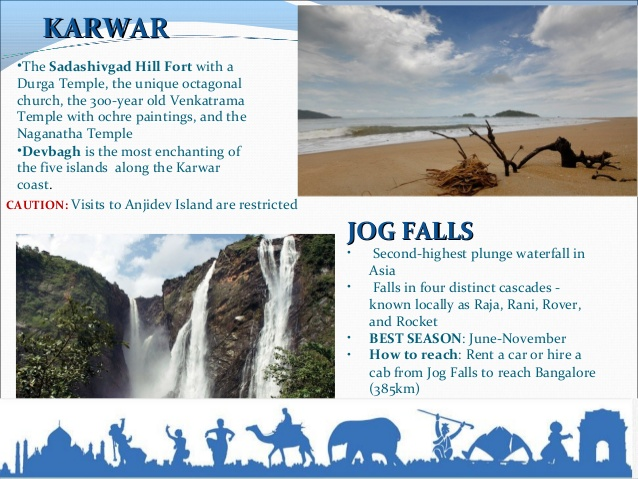 KARWAR
•The Sadashivgad Hill Fort with a
Durga Temple, the unique octagonal
church, the 300-year old Venkatrama
Temple with ochre paintings, and the
Naganatha Temple
•Devbagh is the most enchanting of
the five islands along the Karwar
coast.
CAUTION: Visits to Anjidev Island are restricted
JOG FALLS
• Second-highest plunge waterfall in
Asia
• Falls in four distinct cascades -
known locally as Raja, Rani, Rover,
and Rocket
• BEST SEASON: June-November
• How to reach: Rent a car or hire a
cab from Jog Falls to reach Bangalore
(385km)